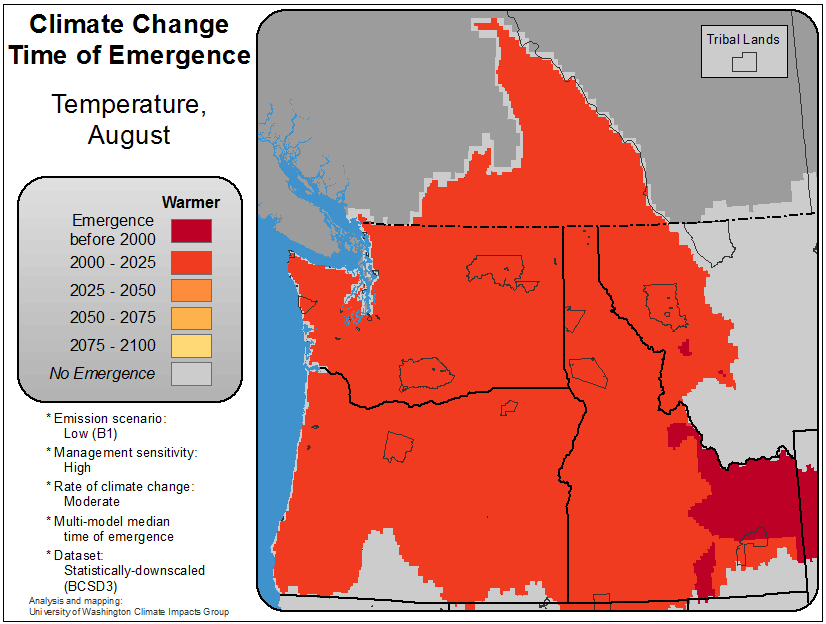 Climate Change
Time of Emergence
Temperature,
August
Warmer
Emergence
before 2000
2000 - 2025
2025 - 2050
2050 - 2075
2075 - 2100
No Emergence
* Emission scenario:
Low (B1)
* Management sensitivity:
High
* Rate of climate change:
Moderate
* Multi-model median
time of emergence
* Dataset:
Statistically-downscaled
(BCSD3)
Analysis and mapping:
University of Washington Climate Impacts Group
Tribal Lands